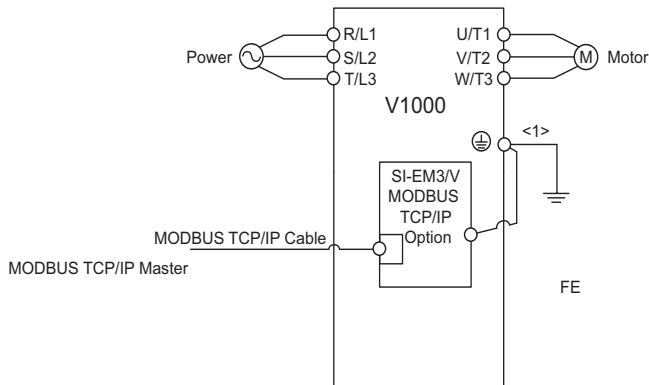 R/L1
U/T1
Power
S/L2
V/T2
M
Motor
T/L3
W/T3
V1000
<1>
SI-EM3/V
MODBUS
TCP/IP
Option
MODBUS TCP/IP Cable
MODBUS TCP/IP Master
FE